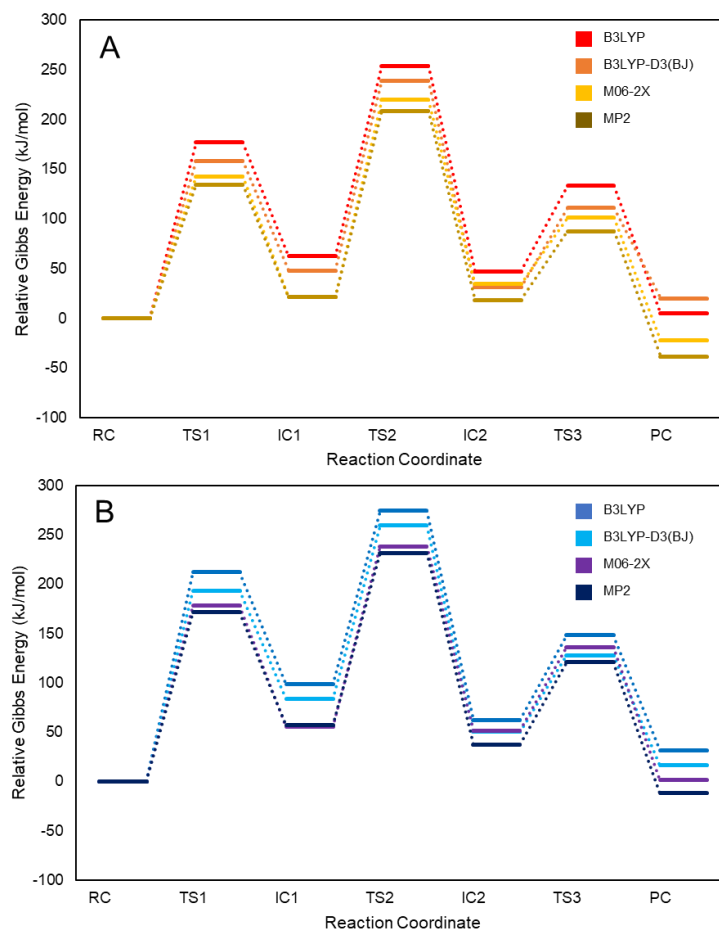 A
300
250
200
150
100
50
0
-50
-100
Relative Gibbs Energy (kJ/mol)
B3LYP
B3LYP-D3(BJ)
M06-2X
MP2
RC TS1 IC1 TS2 IC2 TS3 PC
Reaction Coordinate
B
300
250
200
150
100
50
0
-50
-100
Relative Gibbs Energy (kJ/mol)
B3LYP
B3LYP-D3(BJ)
M06-2X
MP2
RC TS1 IC1 TS2 IC2 TS3 PC
Reaction Coordinate